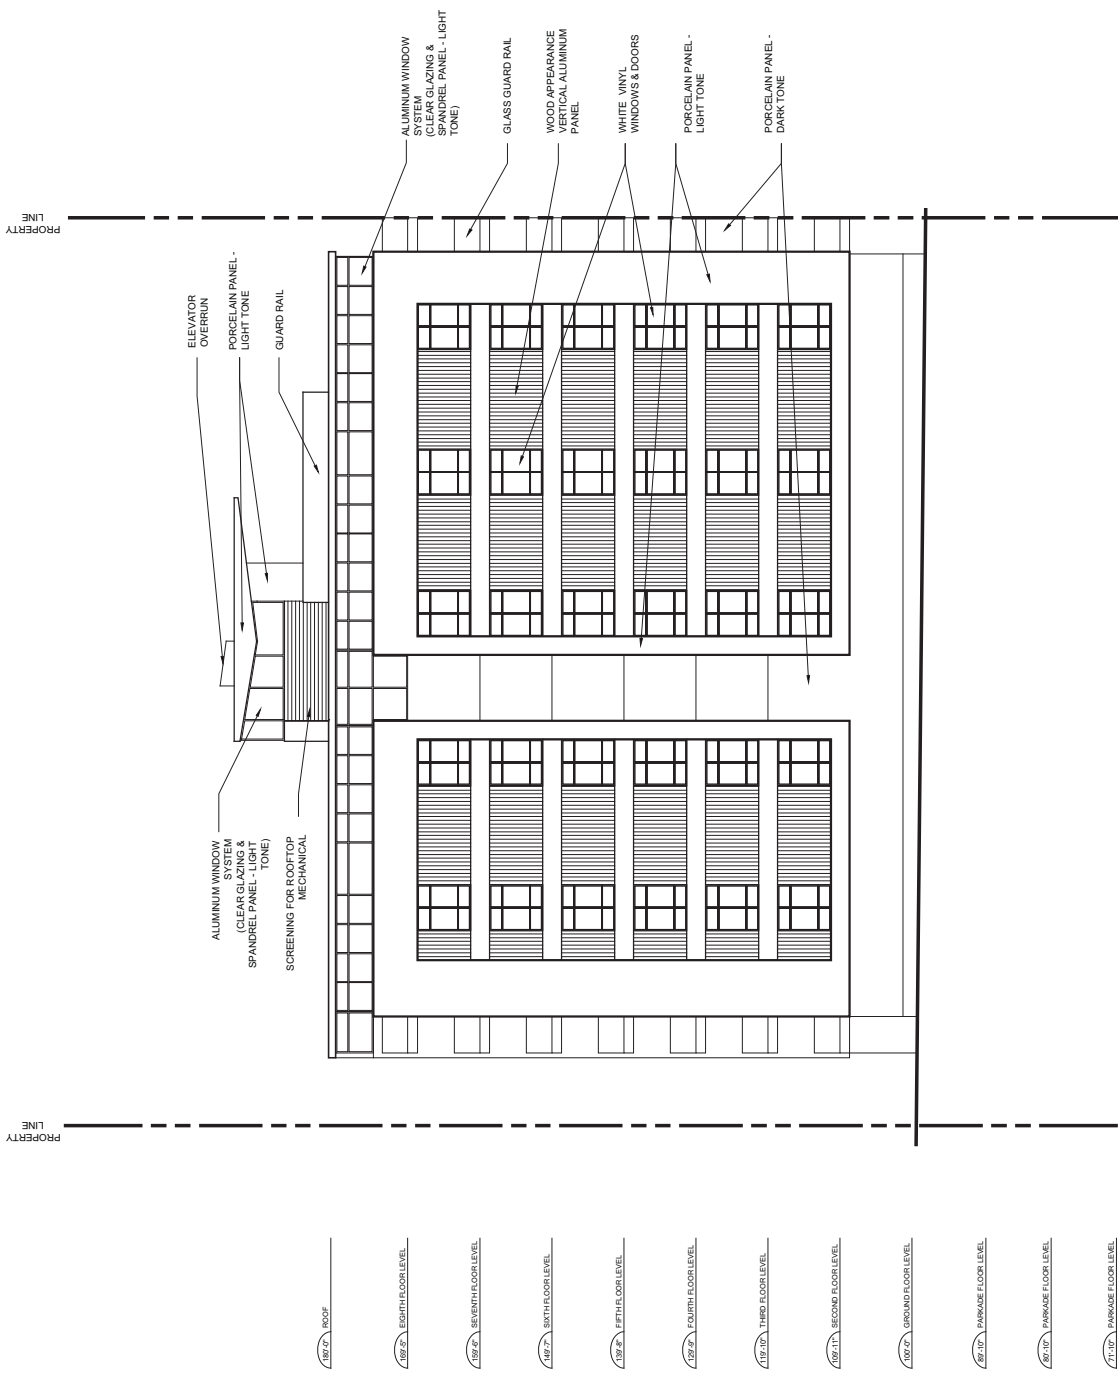 PROPERTY
LINE
PROPERTY
LINE
ELEVATOR
OVERRUN
PORCELAIN PANEL -
LIGHT TONE
GUARD RAIL
ALUMINUM WINDOW
SYSTEM
(CLEAR GLAZING &
SPANDREL PANEL - LIGHT
TONE)
SCREENING FOR ROOFTOP
MECHANICAL
ALUMINUM WINDOW
SYSTEM
(CLEAR GLAZING &
SPANDREL PANEL - LIGHT
TONE)
GLASS GUARD RAIL
WOOD APPEARANCE
VERTICAL ALUMINUM
PANEL
WHITE VINYL
WINDOWS & DOORS
PORCELAIN PANEL -
LIGHT TONE
PORCELAIN PANEL -
DARK TONE
180'-0" ROOF
169'-5" EIGHTH FLOOR LEVEL
159'-6" SEVENTH FLOOR LEVEL
149'-7" SIXTH FLOOR LEVEL
139'-8" FIFTH FLOOR LEVEL
129'-9" FOURTH FLOOR LEVEL
119'-10" THIRD FLOOR LEVEL
109'-11" SECOND FLOOR LEVEL
100'-0" GROUND FLOOR LEVEL
89'-10" PARKADE FLOOR LEVEL
80'-10" PARKADE FLOOR LEVEL
71'-10" PARKADE FLOOR LEVEL